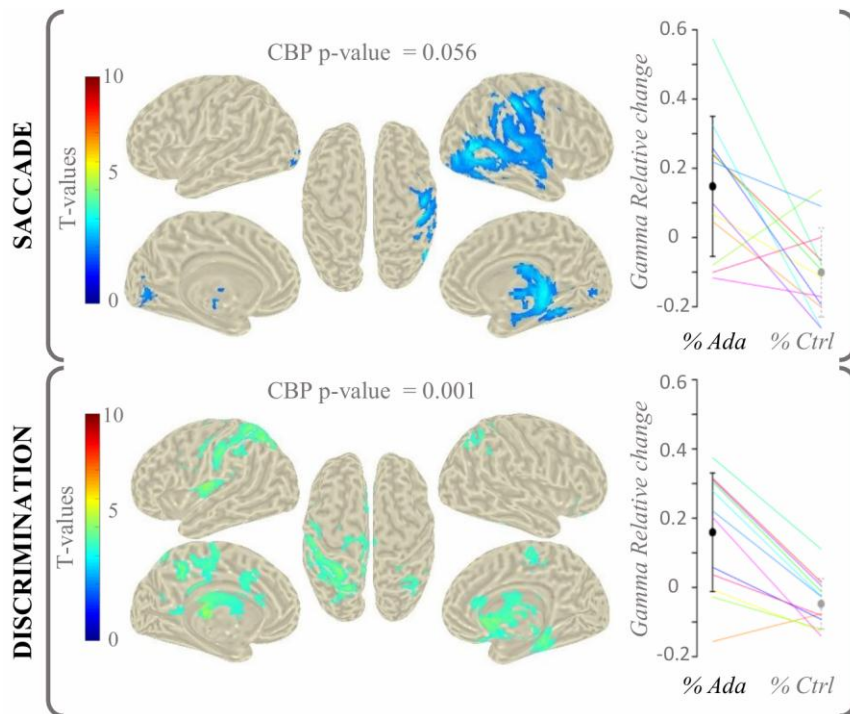 SACCADE
CBP p-value = 0.056
T-values
10
5
0
Gamma Relative change
0.6
0.4
0.2
0
-0.2
% Ada
% Ctrl
DISCRIMINATION
CBP p-value = 0.001
T-values
10
5
0
Gamma Relative change
0.6
0.4
0.2
0
-0.2
% Ada
% Ctrl